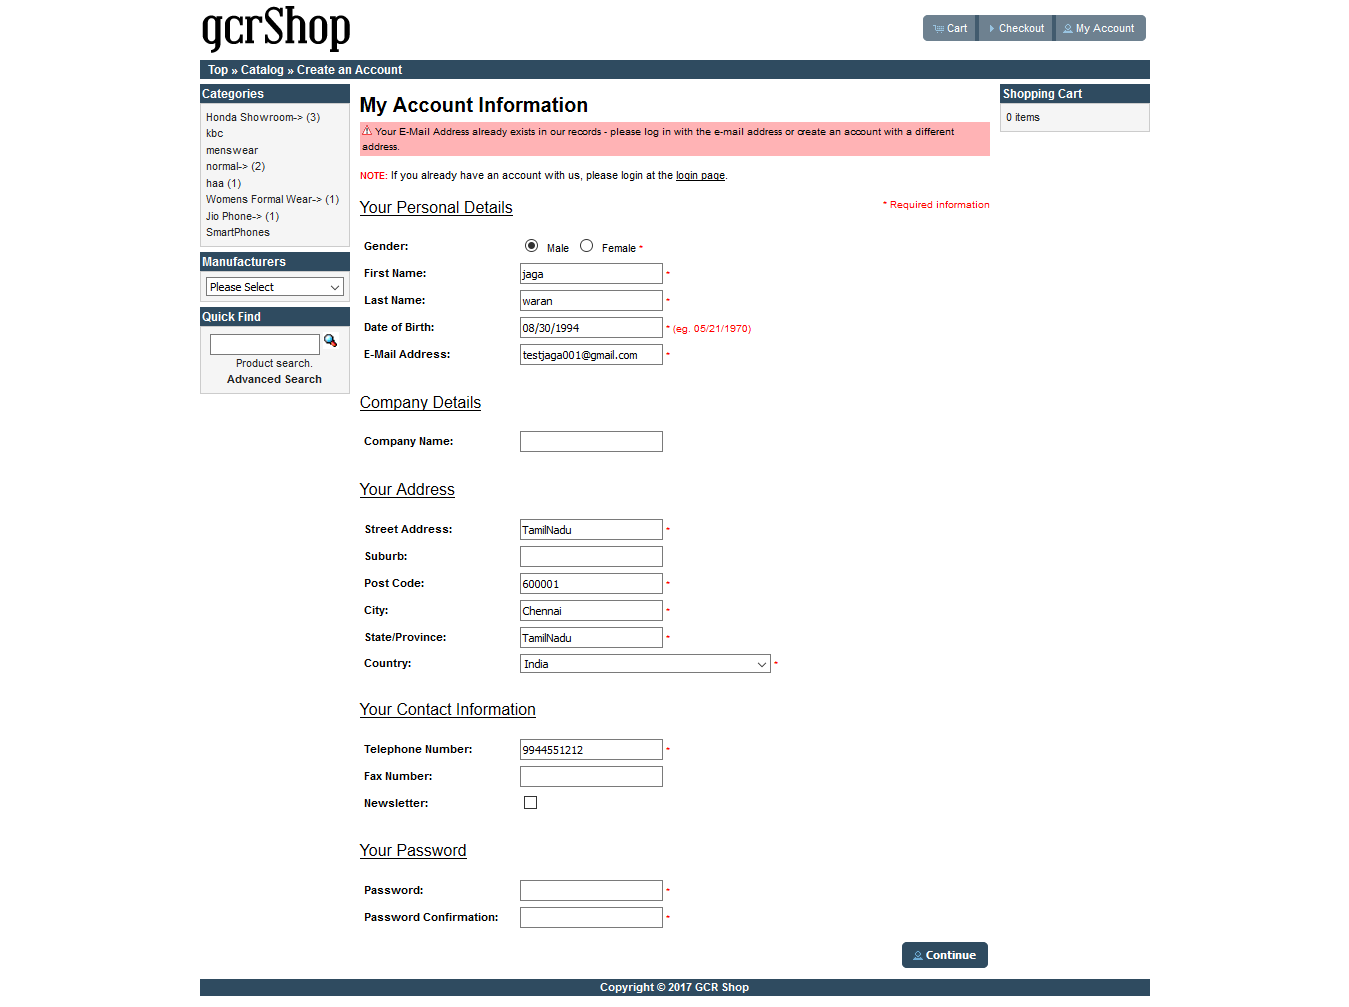 gcrShop
Cart
Checkout
My Account
Top » Catalog » Create an Account
Categories
Honda Showroom-> (3)
kbc
menswear
normal-> (2)
haa (1)
Womens Formal Wear-> (1)
Jio Phone-> (1)
SmartPhones
Manufacturers
Please Select
Quick Find
Product search.
Advanced Search
My Account Information
Your E-Mail Address already exists in our records - please log in with the e-mail address or create an account with a different
address.
NOTE: If you already have an account with us, please login at the login page.
Your Personal Details
* Required information
Gender: Male Female *
First Name: jaga *
Last Name: waran *
Date of Birth: 08/30/1994 * (eg. 05/21/1970)
E-Mail Address: testjaga001@gmail.com *
Company Details
Company Name:
Your Address
Street Address: TamilNadu *
Suburb:
Post Code: 600001 *
City: Chennai *
State/Province: TamilNadu *
Country: India *
Your Contact Information
Telephone Number: 9944551212 *
Fax Number:
Newsletter:
Your Password
Password: *
Password Confirmation: *
Continue
Shopping Cart
0 items
Copyright © 2017 GCR Shop